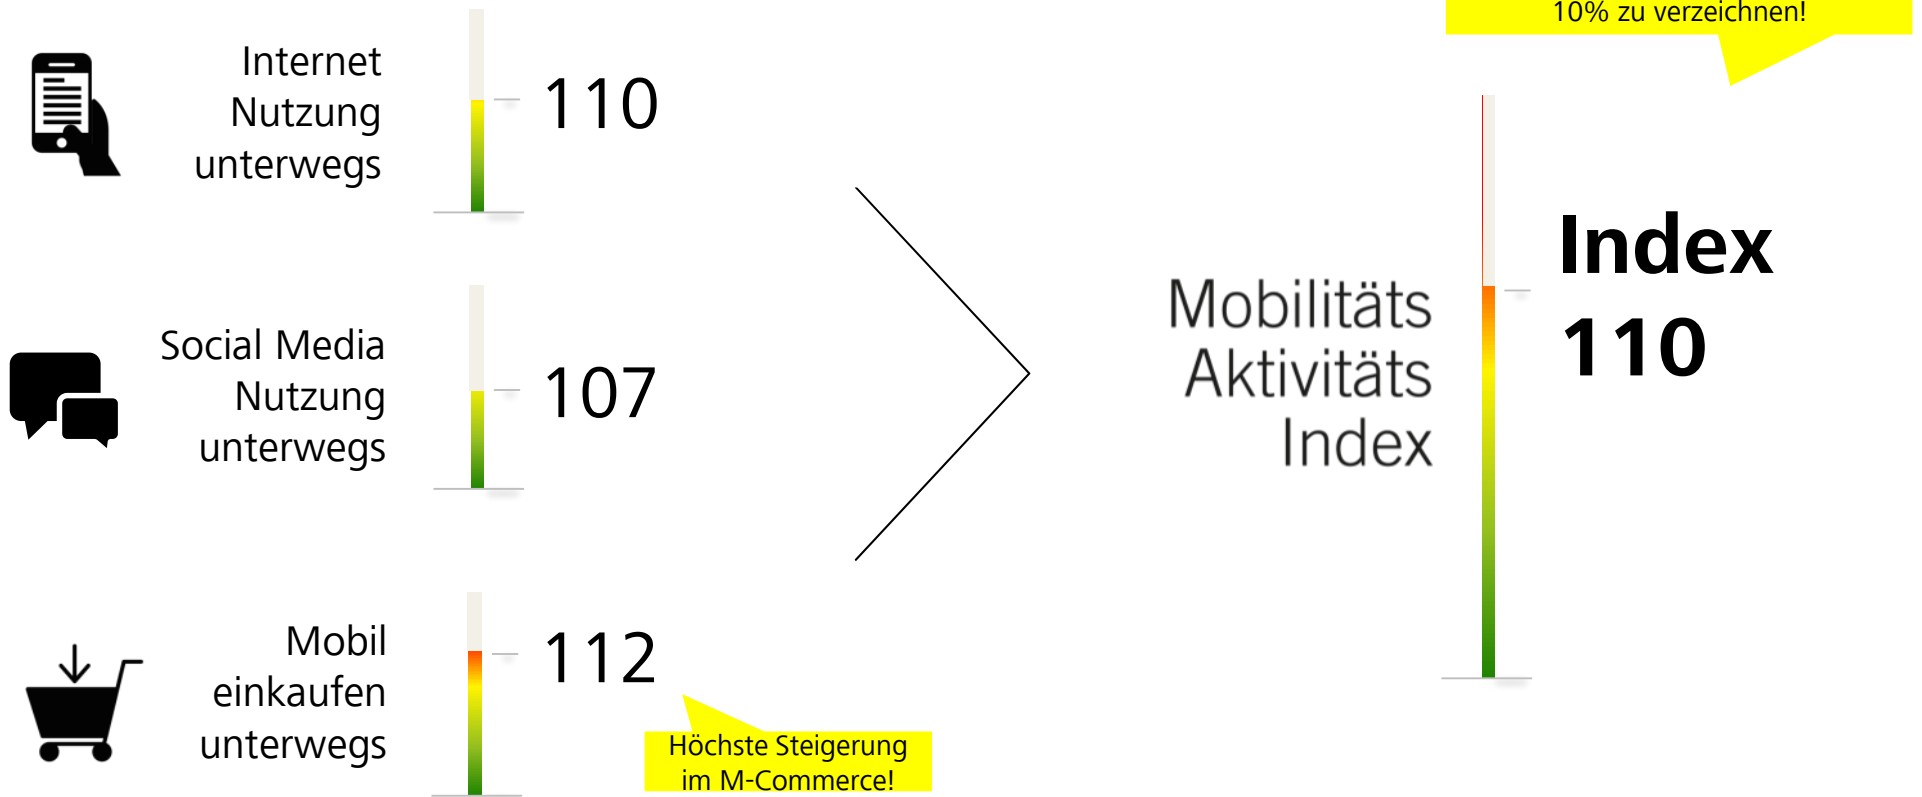 10% zu verzeichnen!
Internet
Nutzung
unterwegs
110
Social Media
Nutzung
unterwegs
107
Mobil
einkaufen
unterwegs
112
Höchste Steigerung
im M-Commerce!
Mobilitäts
Aktivitäts
Index
Index
110